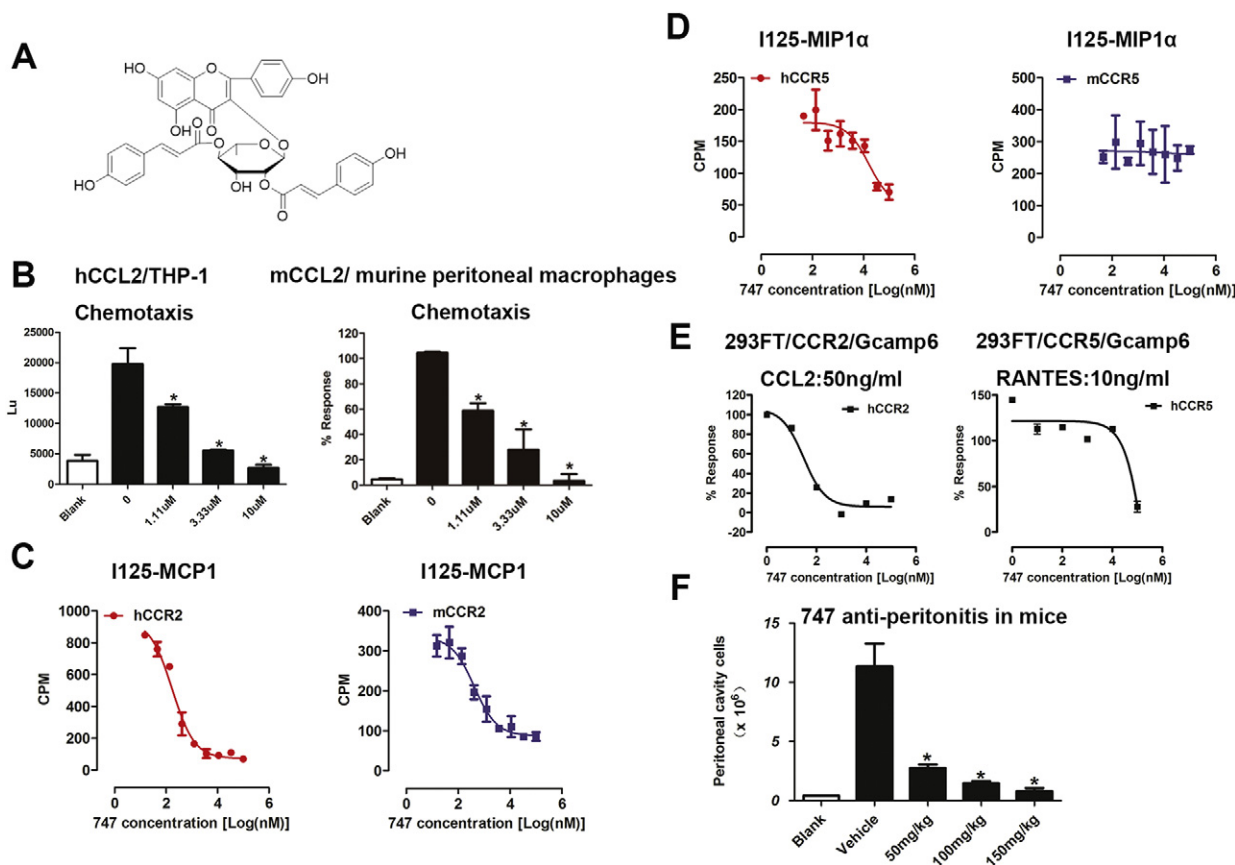 A
HO
O
OH
OH
O
O
O
O
O
HO
HO
O
O
OH
B
hCCL2/THP-1
Chemotaxis
Lu
25000
20000
15000
10000
5000
0
Blank
0
1.11uM
3.33uM
10uM
mCCL2/ murine peritoneal macrophages
Chemotaxis
% Response
120
100
80
60
40
20
0
Blank
0
1.11uM
3.33uM
10uM
* * *
* * *
C
I125-MCP1
hCCR2
CPM
1000
800
600
400
200
0
0 2 4 6
747 concentration [Log(nM)]
I125-MCP1
mCCR2
CPM
400
300
200
100
0
0 2 4 6
747 concentration [Log(nM)]
D
I125-MIP1α
hCCR5
CPM
250
200
150
100
50
0
0 2 4 6
747 concentration [Log(nM)]
I125-MIP1α
mCCR5
CPM
500
400
300
200
100
0
0 2 4 6
747 concentration [Log(nM)]
E
293FT/CCR2/Gcamp6
CCL2:50ng/ml
hCCR2
% Response
120
100
80
60
40
20
0
-20
0 2 4 6
747 concentration [Log(nM)]
293FT/CCR5/Gcamp6
RANTES:10ng/ml
hCCR5
% Response
150
100
50
0
0 2 4 6
747 concentration [Log(nM)]
F
747 anti-peritonitis in mice
Peritoneal cavity cells
(x 10⁶)
15
10
5
0
* * *
Blank
Vehicle
50mg/kg
100mg/kg
150mg/kg